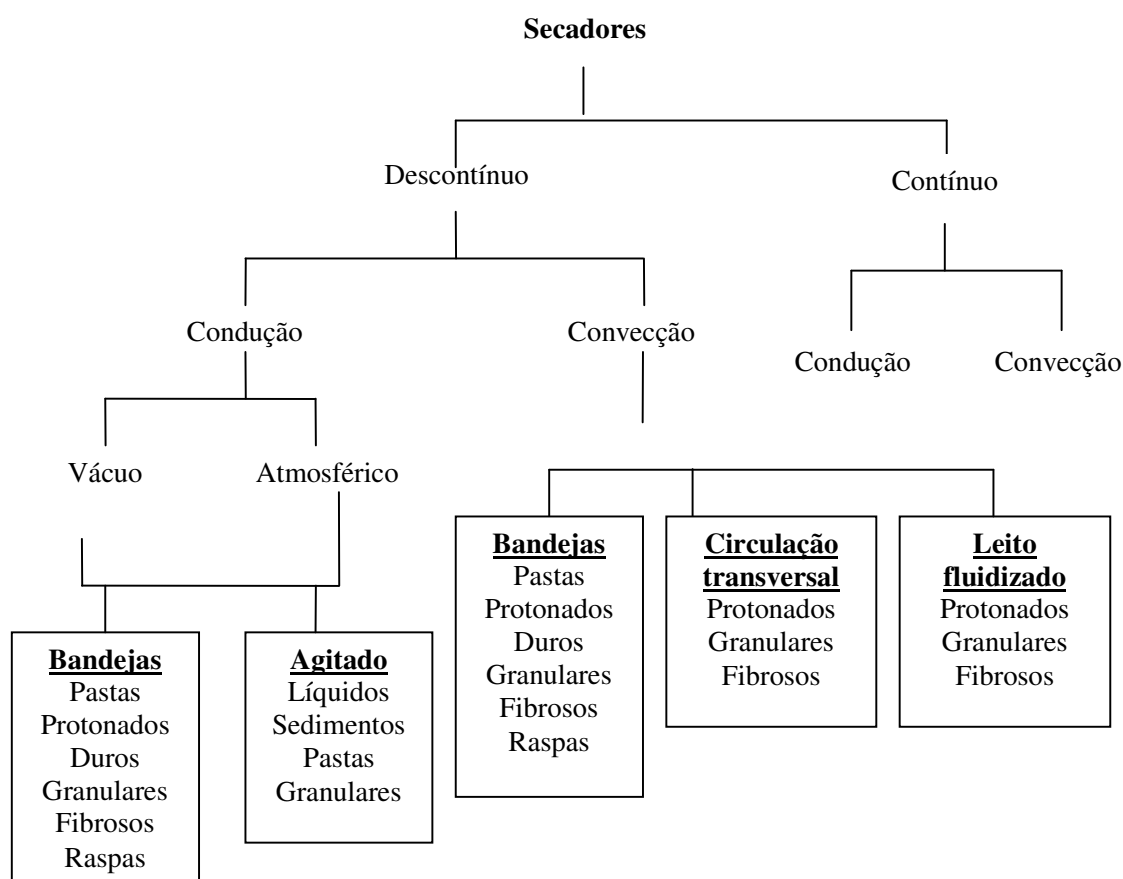 Secadores
Descontínuo
Contínuo
Condução
Convecção
Condução
Convecção
Vácuo
Atmosférico
Bandejas
Pastas
Protonados
Duros
Granulares
Fibrosos
Raspas
Agitado
Líquidos
Sedimentos
Pastas
Granulares
Bandejas
Pastas
Protonados
Duros
Granulares
Fibrosos
Raspas
Circulação
transversal
Protonados
Granulares
Fibrosos
Leito
fluidizado
Protonados
Granulares
Fibrosos